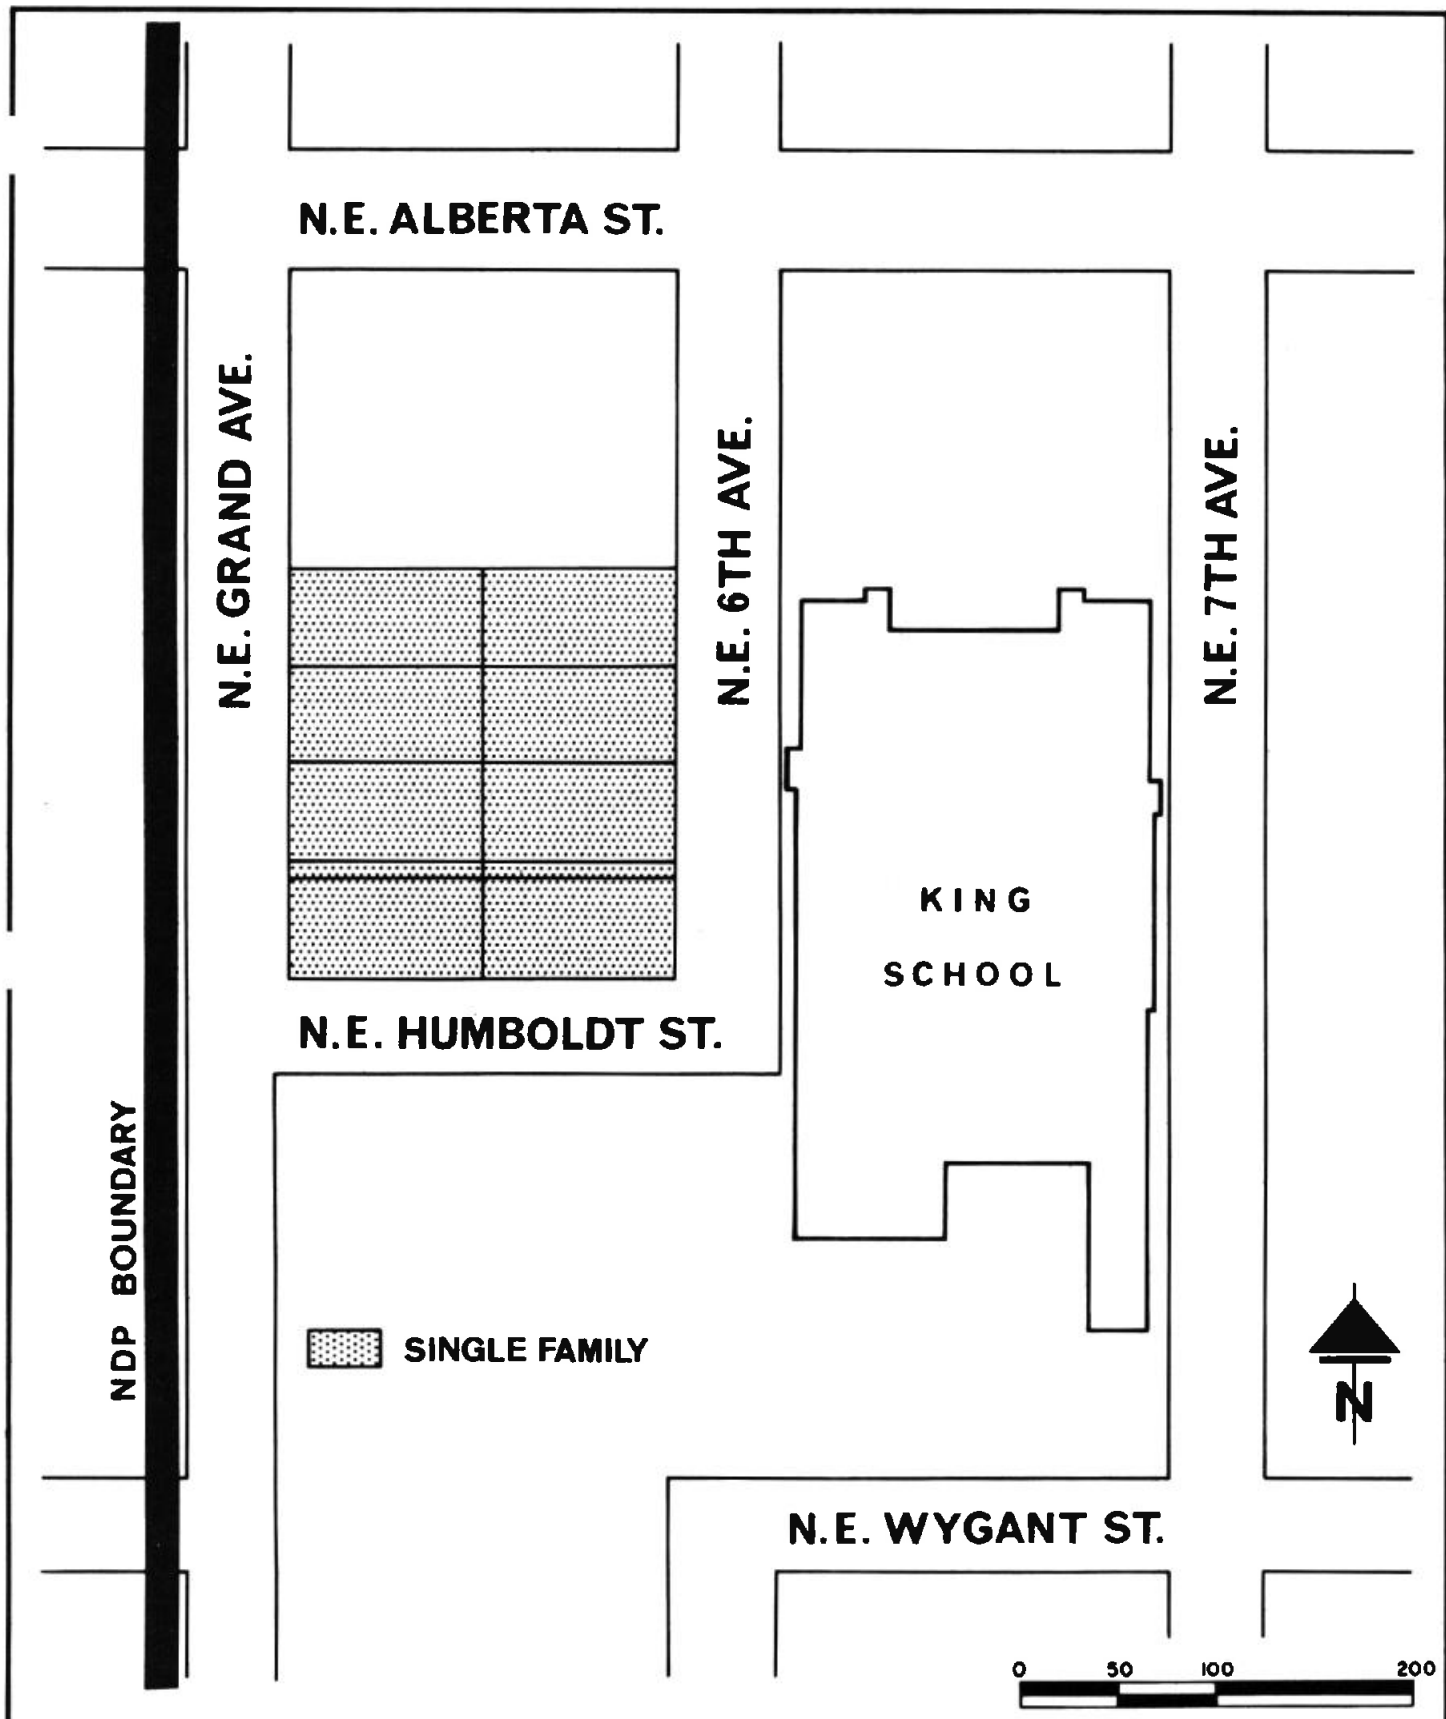 N.E. ALBERTA ST.
N.E. GRAND AVE.
N.E. 6TH AVE.
N.E. 7TH AVE.
KING
SCHOOL
N.E. HUMBOLDT ST.
NDP BOUNDARY
SINGLE FAMILY
N
N.E. WYGANT ST.
0 50 100 200